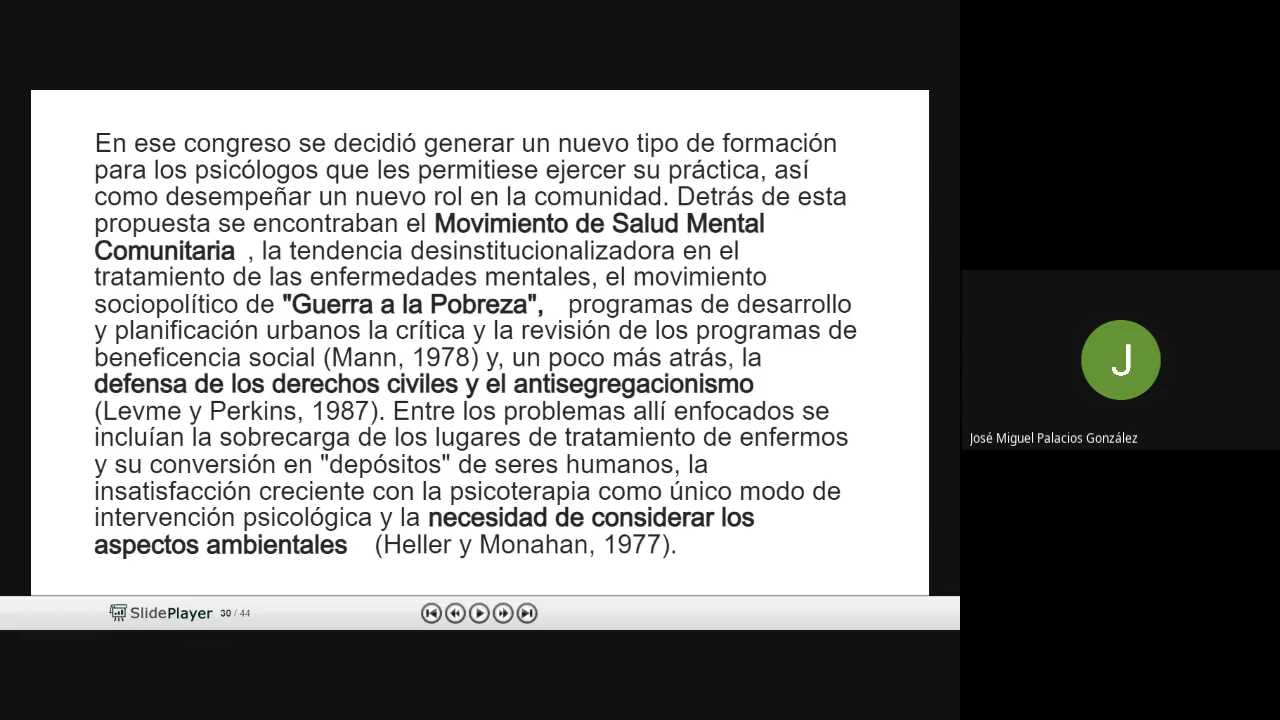 En ese congreso se decidió generar un nuevo tipo de formación
para los psicólogos que les permitiese ejercer su práctica, así
como desempeñar un nuevo rol en la comunidad. Detrás de esta
propuesta se encontraban el Movimiento de Salud Mental
Comunitaria , la tendencia desinstitucionalizadora en el
tratamiento de las enfermedades mentales, el movimiento
sociopolítico de "Guerra a la Pobreza", programas de desarrollo
y planificación urbanos la crítica y la revisión de los programas de
beneficencia social (Mann, 1978) y, un poco más atrás, la
defensa de los derechos civiles y el antisegregacionismo
(Levme y Perkins, 1987). Entre los problemas allí enfocados se
incluían la sobrecarga de los lugares de tratamiento de enfermos
y su conversión en "depósitos" de seres humanos, la
insatisfacción creciente con la psicoterapia como único modo de
intervención psicológica y la necesidad de considerar los
aspectos ambientales (Heller y Monahan, 1977).
SlidePlayer 30 / 44
J
José Miguel Palacios González